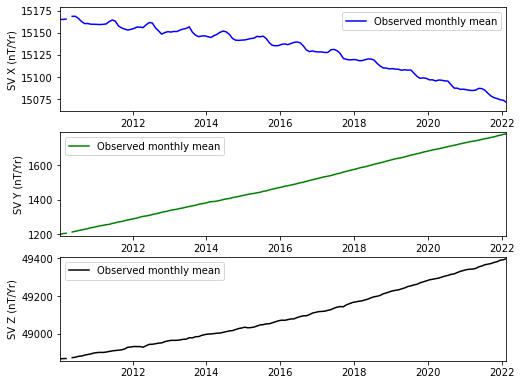 15175
15150
15125
15100
15075
SV X (nT/Yr)
Observed monthly mean
2012 2014 2016 2018 2020 2022
1600
1400
1200
SV Y (nT/Yr)
Observed monthly mean
2012 2014 2016 2018 2020 2022
49400
49200
49000
SV Z (nT/Yr)
Observed monthly mean
2012 2014 2016 2018 2020 2022